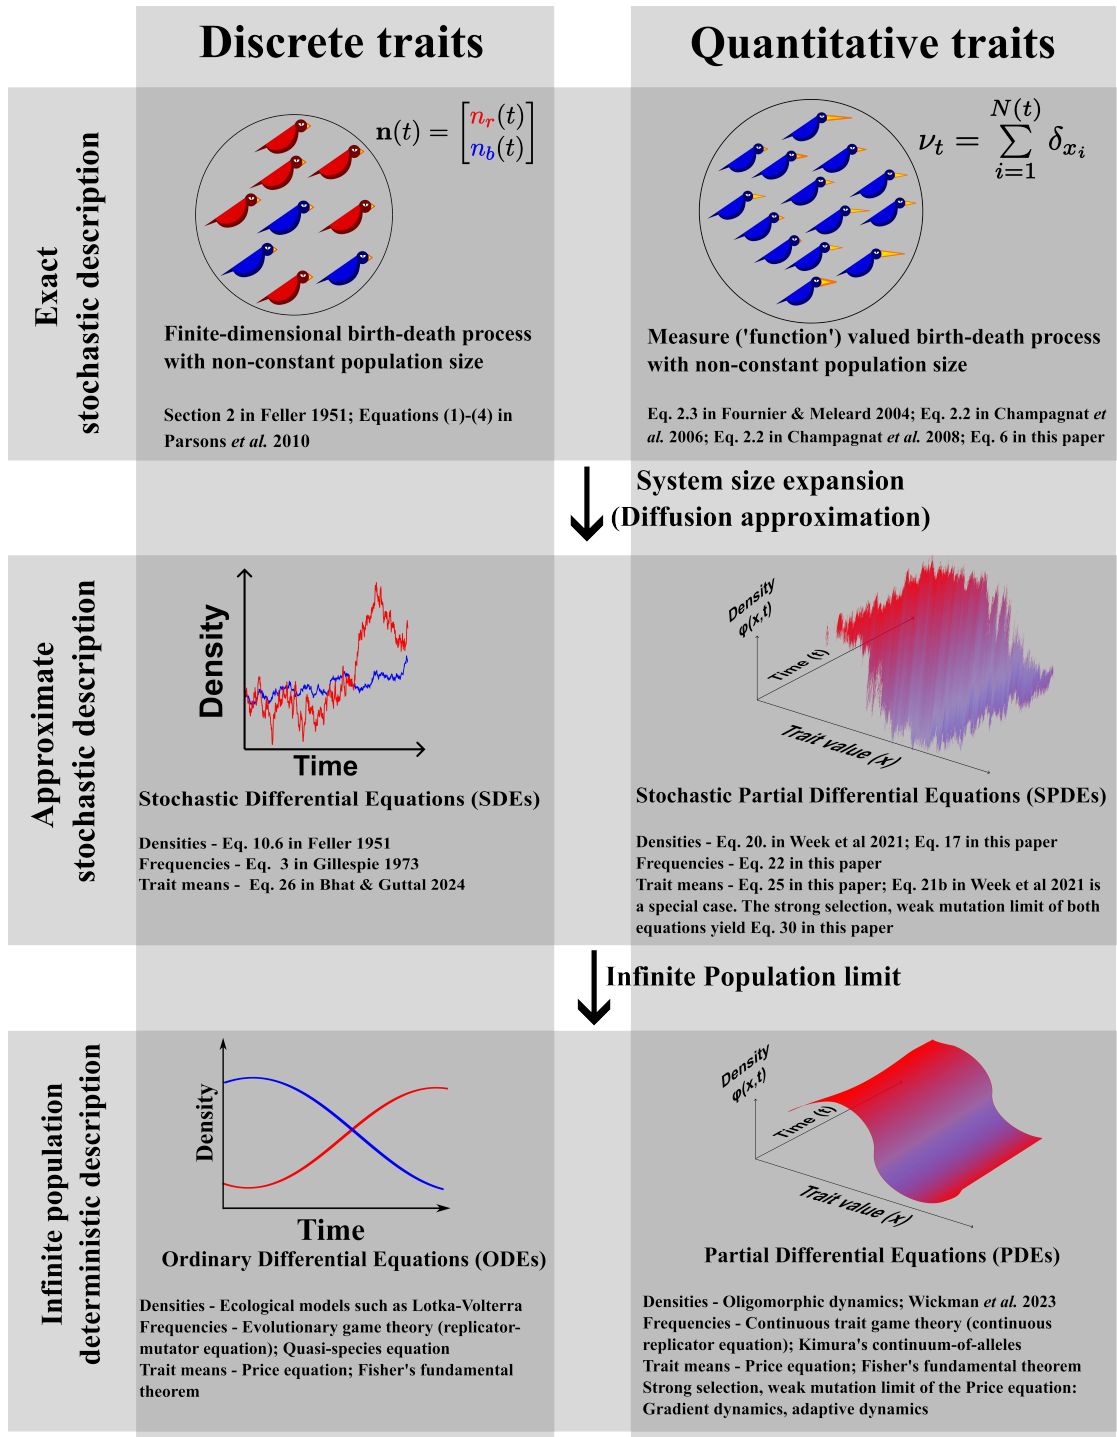 Discrete traits
Quantitative traits
Exact
stochastic description
n(t) = [n_r(t)
n_b(t)]
Finite-dimensional birth-death process
with non-constant population size
Section 2 in Feller 1951; Equations (1)-(4) in
Parsons et al. 2010
ν_t = ∑_{i=1}^{N(t)} δ_{x_i}
Measure ('function') valued birth-death process
with non-constant population size
Eq. 2.3 in Fournier & Meleard 2004; Eq. 2.2 in Champagnat et
al. 2006; Eq. 2.2 in Champagnat et al. 2008; Eq. 6 in this paper
System size expansion
(Diffusion approximation)
Approximate
stochastic description
Density
Time
Stochastic Differential Equations (SDEs)
Densities - Eq. 10.6 in Feller 1951
Frequencies - Eq.  3 in Gillespie 1973
Trait means -  Eq. 26 in Bhat & Guttal 2024
Density
φ(x,t)
Time (t)
Trait value (x)
Stochastic Partial Differential Equations (SPDEs)
Densities - Eq. 20. in Week et al 2021; Eq. 17 in this paper
Frequencies - Eq. 22 in this paper
Trait means - Eq. 25 in this paper; Eq. 21b in Week et al 2021 is
a special case. The strong selection, weak mutation limit of both
equations yield Eq. 30 in this paper
Infinite Population limit
Infinite population
deterministic description
Density
Time
Ordinary Differential Equations (ODEs)
Densities - Ecological models such as Lotka-Volterra
Frequencies - Evolutionary game theory (replicator-
mutator equation); Quasi-species equation
Trait means - Price equation; Fisher's fundamental
theorem
Density
φ(x,t)
Time (t)
Trait value (x)
Partial Differential Equations (PDEs)
Densities - Oligomorphic dynamics; Wickman et al. 2023
Frequencies - Continuous trait game theory (continuous
replicator equation); Kimura's continuum-of-alleles
Trait means - Price equation; Fisher's fundamental theorem
Strong selection, weak mutation limit of the Price equation:
Gradient dynamics, adaptive dynamics